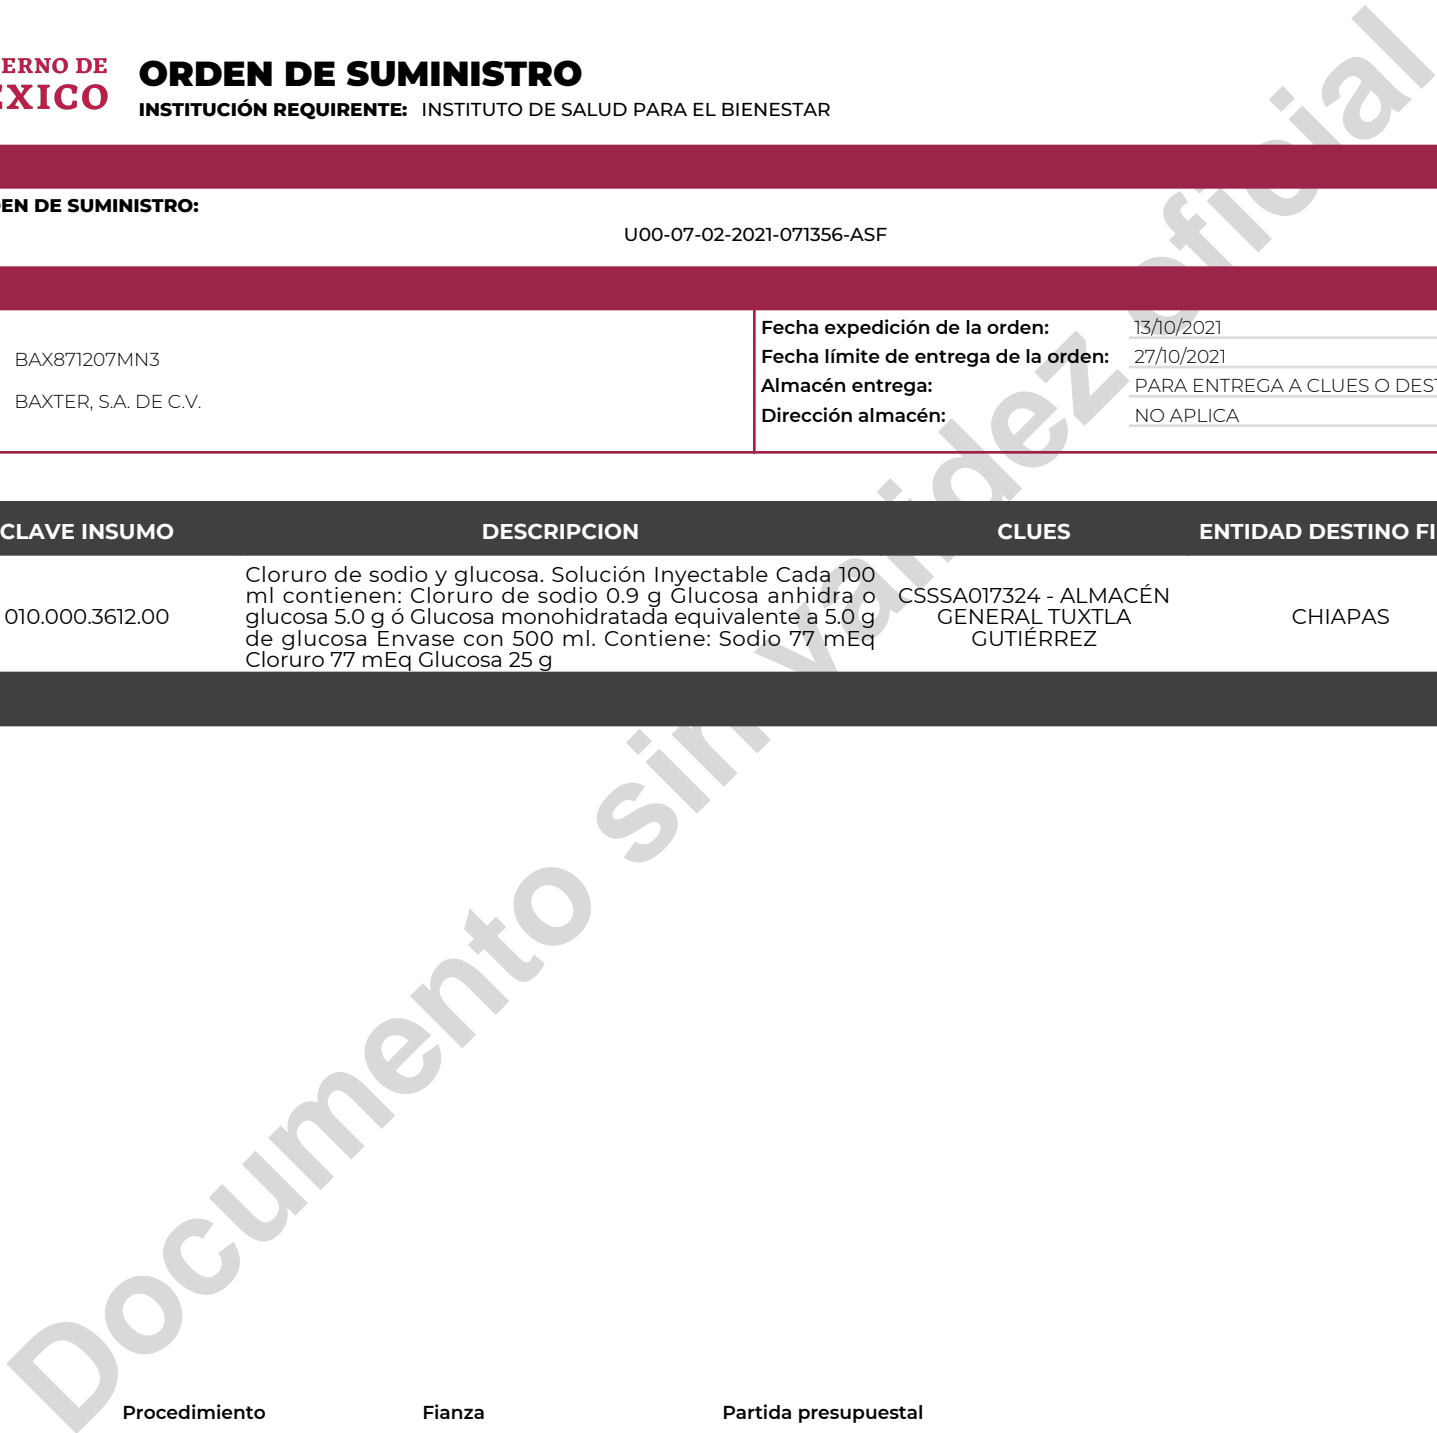 ERNO DE
EXICO
ORDEN DE SUMINISTRO
INSTITUCIÓN REQUIRENTE: INSTITUTO DE SALUD PARA EL BIENESTAR
EN DE SUMINISTRO:
U00-07-02-2021-071356-ASF
BAX871207MN3
BAXTER, S.A. DE C.V.
Fecha expedición de la orden: 13/10/2021
Fecha límite de entrega de la orden: 27/10/2021
Almacén entrega: PARA ENTREGA A CLUES O DEST
Dirección almacén: NO APLICA
CLAVE INSUMO DESCRIPCION CLUES ENTIDAD DESTINO FI
010.000.3612.00
Cloruro de sodio y glucosa. Solución Inyectable Cada 100
ml contienen: Cloruro de sodio 0.9 g Glucosa anhidra o
glucosa 5.0 g ó Glucosa monohidratada equivalente a 5.0 g
de glucosa Envase con 500 ml. Contiene: Sodio 77 mEq
Cloruro 77 mEq Glucosa 25 g
CSSSA017324 - ALMACÉN
GENERAL TUXTLA
GUTIÉRREZ
CHIAPAS
Documento sin validez oficial
Procedimiento Fianza Partida presupuestal